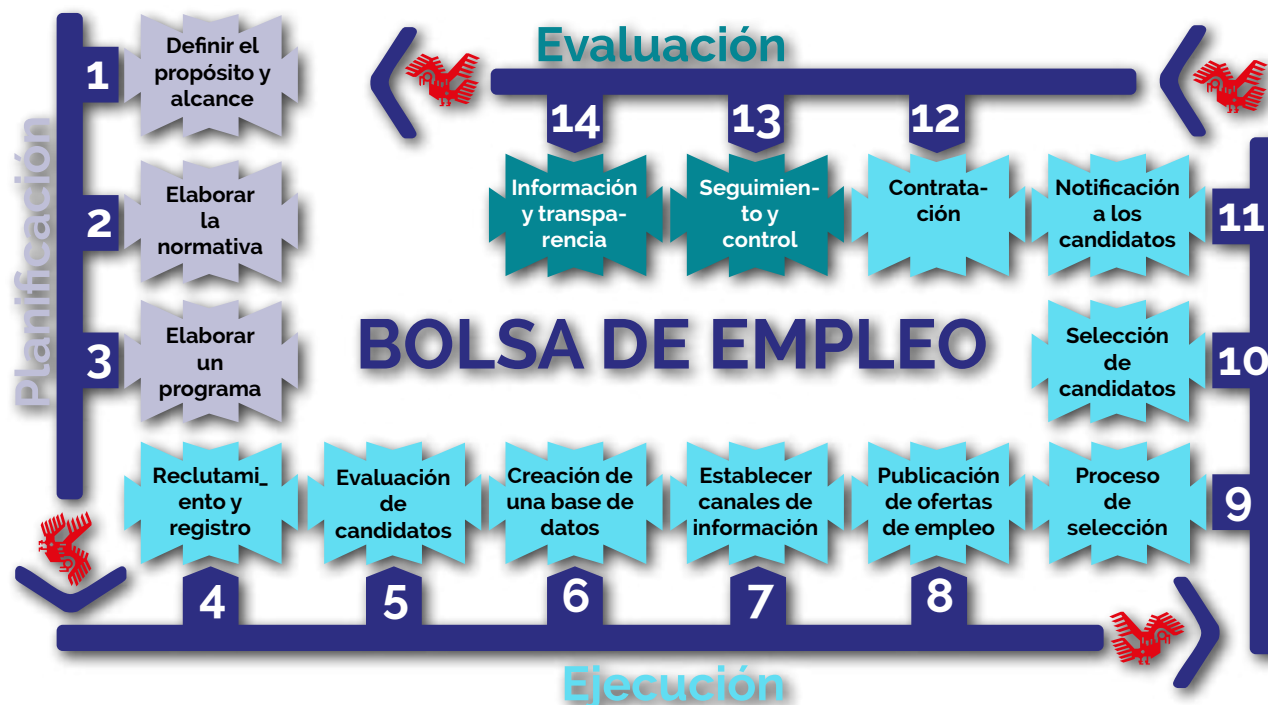 Planificación
1
Definir el
propósito y
alcance
2
Elaborar
la
normativa
3
Elaborar
un
programa
BOLSA DE EMPLEO
4
Reclutami_
ento y
registro
5
Evaluación
de
candidatos
6
Creación de
una base de
datos
7
Establecer
canales de
información
8
Publicación
de ofertas
de empleo
Ejecución
9
Proceso
de
selección
10
Selección
de
candidatos
11
Notificación
a los
candidatos
Evaluación
12
Contrata-
ción
13
Seguimien-
to y
control
14
Información
y transpa-
rencia